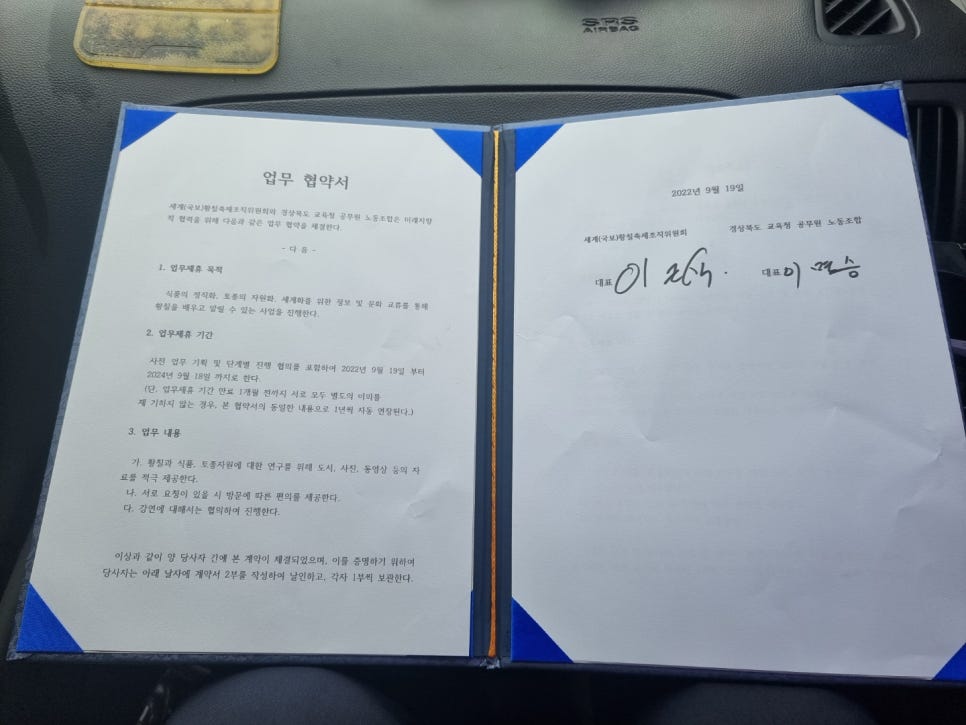 SRS
AIRBAG
업무 협약서
세계(국보)황칠축제조직위원회와 경상북도 교육청 공무원 노동조합은 미래지향
적 협력을 위해 다음과 같은 업무 협약을 체결한다.
- 다 음 -
1. 업무제휴 목적
식품의 정직화, 토종의 자원화, 세계화를 위한 정보 및 문화 교류를 통해
황칠을 배우고 알릴 수 있는 사업을 진행한다.
2. 업무제휴 기간
사전 업무 기획 및 단계별 진행 협의를 포함하여 2022년 9월 19일 부터
2024년 9월 18일 까지로 한다.
(단, 업무제휴 기간 만료 1개월 전까지 서로 모두 별도의 이의를
제 기하지 않는 경우, 본 협약서의 동일한 내용으로 1년씩 자동 연장된다.)
3. 업무 내용
가. 황칠과 식품, 토종자원에 대한 연구를 위해 도서, 사진, 동영상 등의 자
료를 적극 제공한다.
나. 서로 요청이 있을 시 방문에 따른 편의를 제공한다.
다. 강연에 대해서는 협의하여 진행한다.
이상과 같이 양 당사자 간에 본 계약이 체결되었으며, 이를 증명하기 위하여
당사자는 아래 날자에 계약서 2부를 작성하여 날인하고, 각자 1부씩 보관한다.
2022년 9월 19일
세계(국보)황칠축제조직위원회 경상북도 교육청 공무원 노동조합
대표 이 대표 이 면승